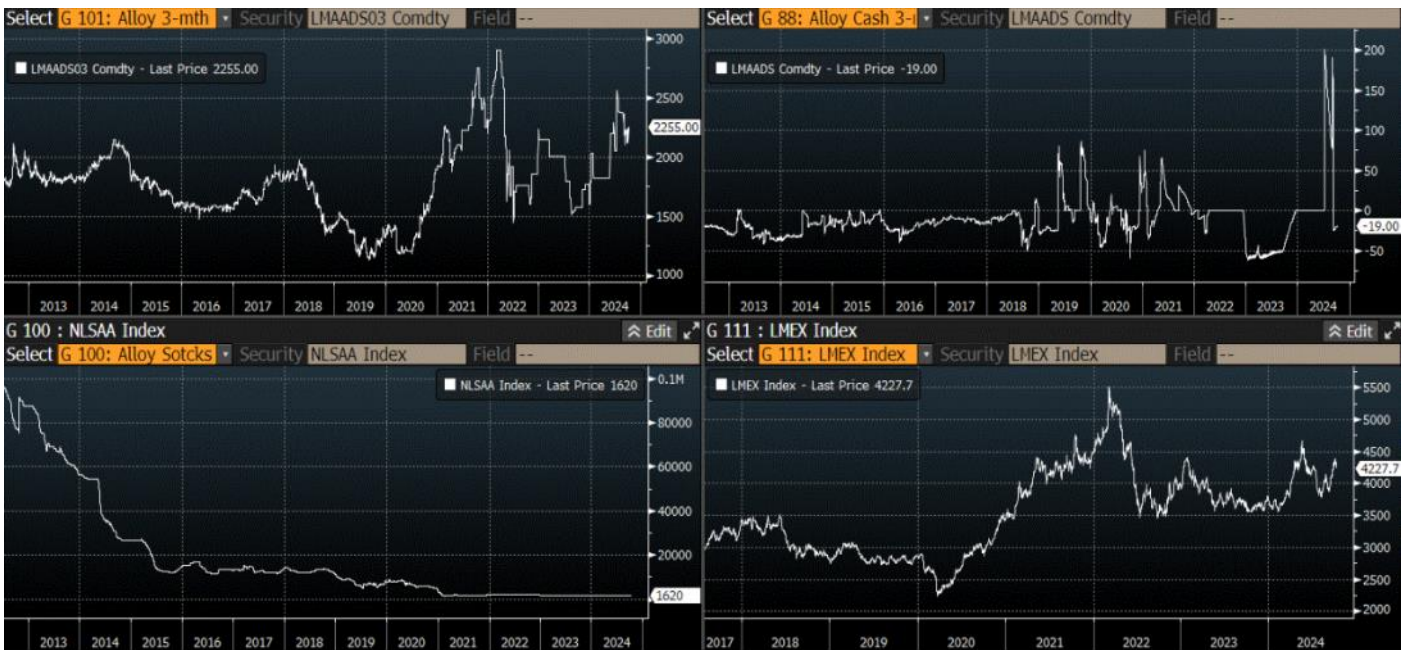 Select G 101: Alloy 3-mth Security LMAADS03 Comdty Field --
LMAADS03 Comdty - Last Price 2255.00
3000
2500
2255.00
2000
1500
1000
2013 2014 2015 2016 2017 2018 2019 2020 2021 2022 2023 2024
Select G 88: Alloy Cash 3-m Security LMAADS Comdty Field --
LMAADS Comdty - Last Price -19.00
200
150
100
50
0
-19.00
-50
2013 2014 2015 2016 2017 2018 2019 2020 2021 2022 2023 2024
G 100 : NLSAA Index Edit
Select G 100: Alloy Sotcks Security NLSAA Index Field --
NLSAA Index - Last Price 1620
0.1M
80000
60000
40000
20000
1620
2013 2014 2015 2016 2017 2018 2019 2020 2021 2022 2023 2024
G 111 : LMEX Index Edit
Select G 111: LMEX Index Security LMEX Index Field --
LMEX Index - Last Price 4227.7
5500
5000
4500
4227.7
4000
3500
3000
2500
2000
2017 2018 2019 2020 2021 2022 2023 2024